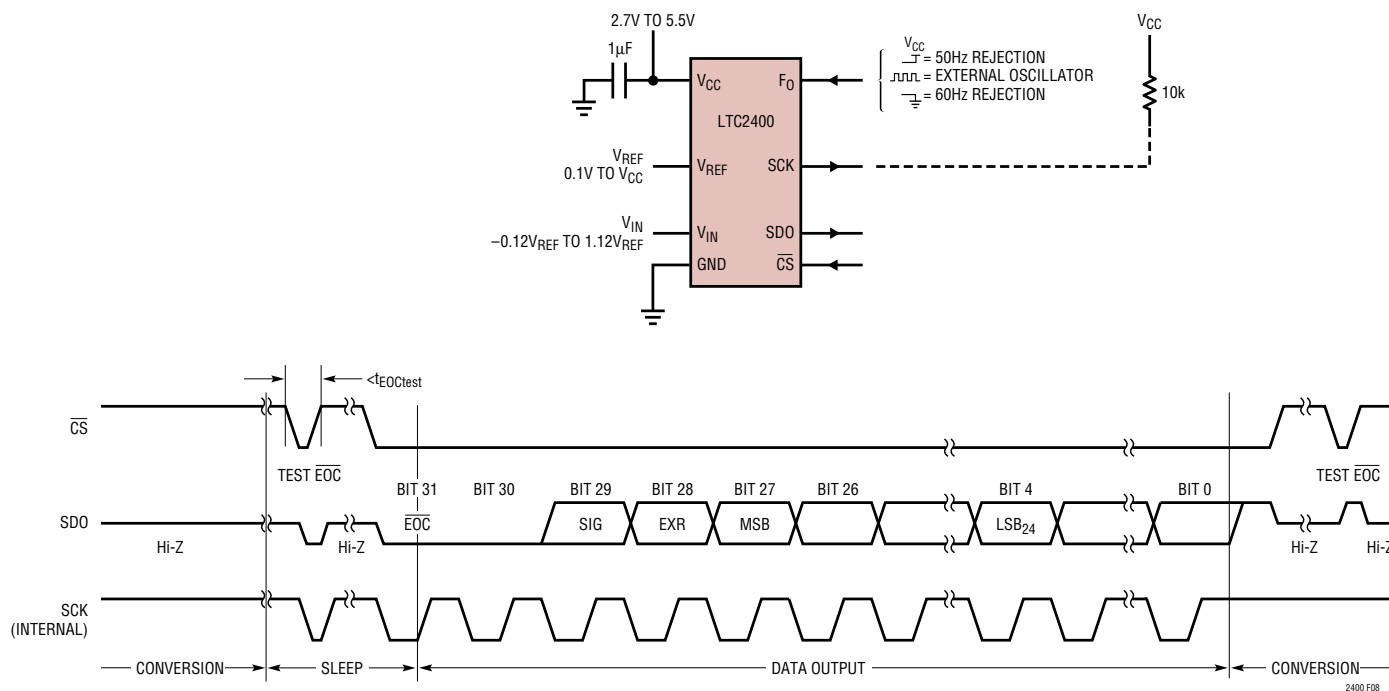 2.7V TO 5.5V
1µF
VCC
FO
LTC2400
VREF
0.1V TO VCC
VREF
SCK
VIN
–0.12VREF TO 1.12VREF
VIN
SDO
GND
CS
VCC
= 50Hz REJECTION
= EXTERNAL OSCILLATOR
= 60Hz REJECTION
VCC
10k
<tEOCtest
CS
TEST EOC
TEST EOC
BIT 31
BIT 30
BIT 29
BIT 28
BIT 27
BIT 26
BIT 4
BIT 0
SDO
EOC
SIG
EXR
MSB
LSB24
Hi-Z
Hi-Z
Hi-Z
Hi-Z
SCK
(INTERNAL)
CONVERSION
SLEEP
DATA OUTPUT
CONVERSION
2400 F08